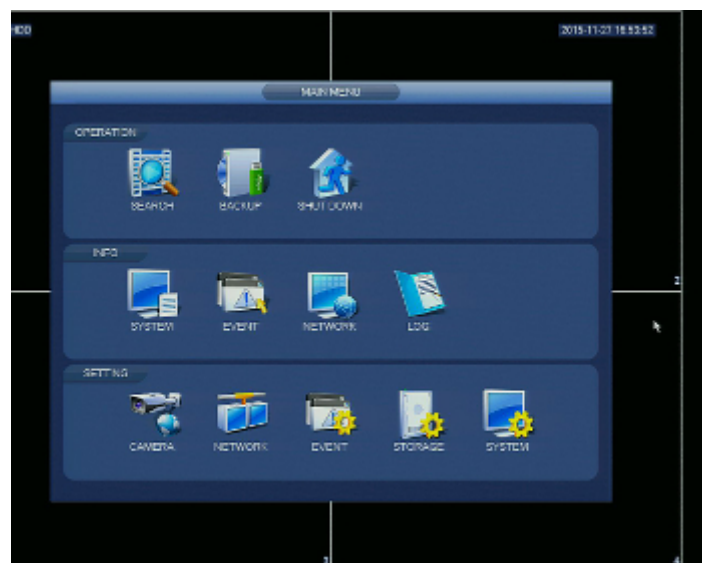 HDD
2015-11-27 16:53:52
MAIN MENU
OPERATION
SEARCH
BACKUP
SHUTDOWN
INFO
SYSTEM
EVENT
NETWORK
LOG
2
SETTING
CAMERA
NETWORK
EVENT
STORAGE
SYSTEM
3
4